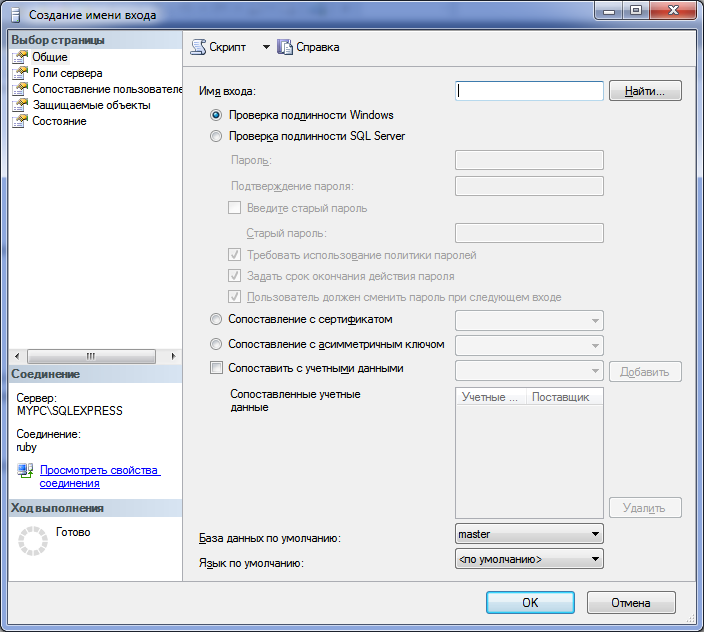 Создание имени входа
Выбор страницы
Общие
Роли сервера
Сопоставление пользователе
Защищаемые объекты
Состояние
Скрипт
Справка
Имя входа:
Найти...
Проверка подлинности Windows
Проверка подлинности SQL Server
Пароль:
Подтверждение пароля:
Введите старый пароль
Старый пароль:
Требовать использование политики паролей
Задать срок окончания действия пароля
Пользователь должен сменить пароль при следующем входе
Сопоставление с сертификатом
Сопоставление с асимметричным ключом
Сопоставить с учетными данными
Добавить
Сопоставленные учетные
данные
Учетные ...
Поставщик
Удалить
База данных по умолчанию:
master
Язык по умолчанию:
<по умолчанию>
Соединение
Сервер:
MYPC\SQLEXPRESS
Соединение:
ruby
Просмотреть свойства
соединения
Ход выполнения
Готово
OK
Отмена